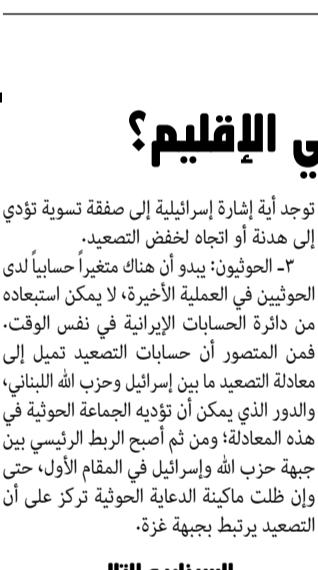 ي الإقليم؟
توجد أية إشارة إسرائيلية إلى صفقة تسوية تؤدي
إلى هدنة أو اتجاه لخفض التصعيد.
٣ـ الحوثيون: يبدو أن هناك متغيراً حسابياً لدى
الحوثيين في العملية الأخيرة، لا يمكن استبعاده
من دائرة الحسابات الإيرانية في نفس الوقت.
فمن المتصور أن حسابات التصعيد تميل إلى
معادلة التصعيد ما بين إسرائيل وحزب الله اللبناني،
والدور الذي يمكن أن تؤديه الجماعة الحوثية في
هذه المعادلة؛ ومن ثم أصبح الربط الرئيسي بين
جبهة حزب الله وإسرائيل في المقام الأول، حتى
وإن ظلت ماكينة الدعاية الحوثية تركز على أن
التصعيد يرتبط بجبهة غزة.